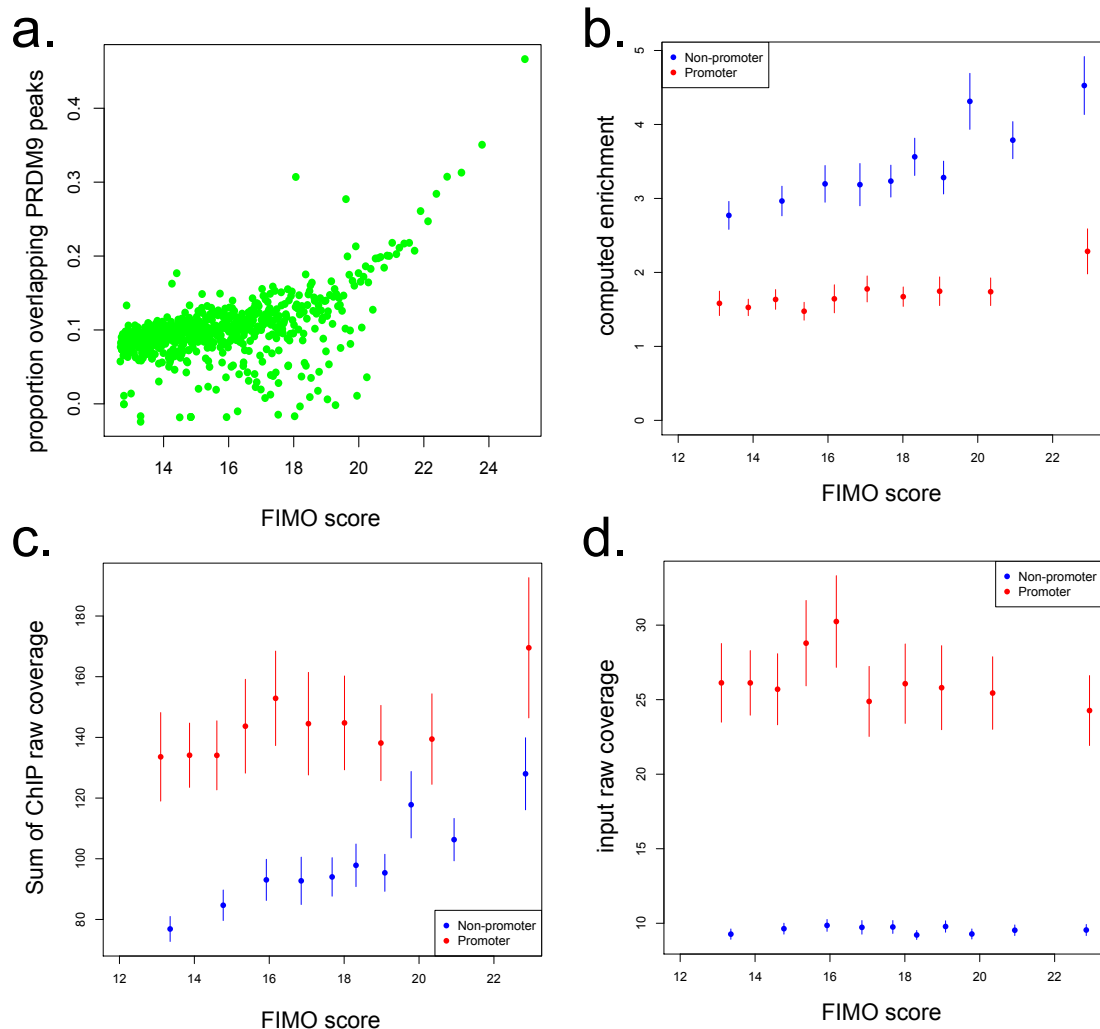 a.
proportion overlapping PRDM9 peaks
0.0 0.1 0.2 0.3 0.4
14 16 18 20 22 24
FIMO score
b.
Non-promoter
Promoter
computed enrichment
0 1 2 3 4 5
12 14 16 18 20 22
FIMO score
c.
Sum of ChIP raw coverage
80 100 120 140 160 180
Non-promoter
Promoter
12 14 16 18 20 22
FIMO score
d.
Non-promoter
Promoter
input raw coverage
10 15 20 25 30
12 14 16 18 20 22
FIMO score